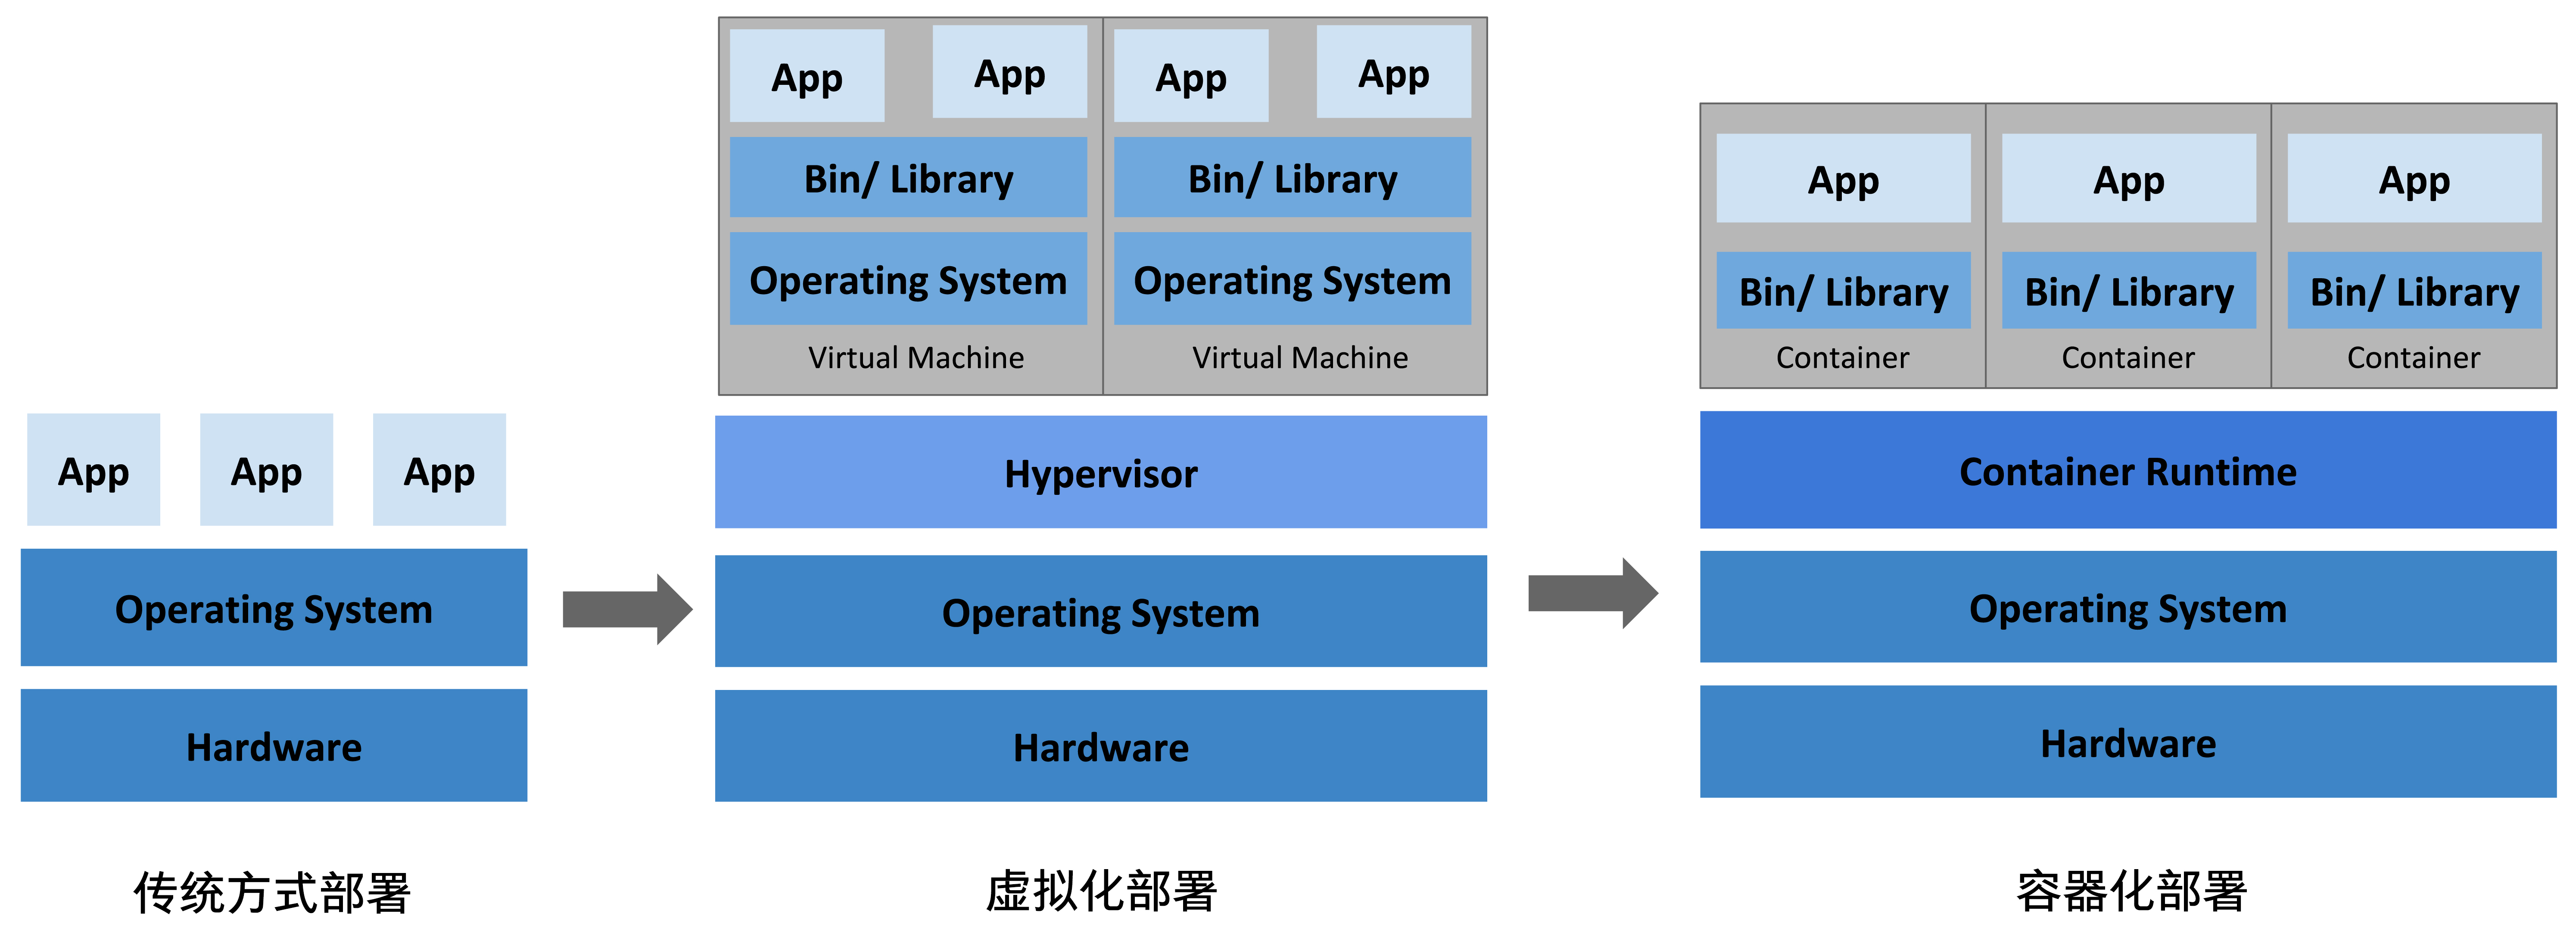 App
App
App
Operating System
Hardware
传统方式部署
App
App
Bin/ Library
Operating System
Virtual Machine
App
App
Bin/ Library
Operating System
Virtual Machine
Hypervisor
Operating System
Hardware
虚拟化部署
App
Bin/ Library
Container
App
Bin/ Library
Container
App
Bin/ Library
Container
Container Runtime
Operating System
Hardware
容器化部署